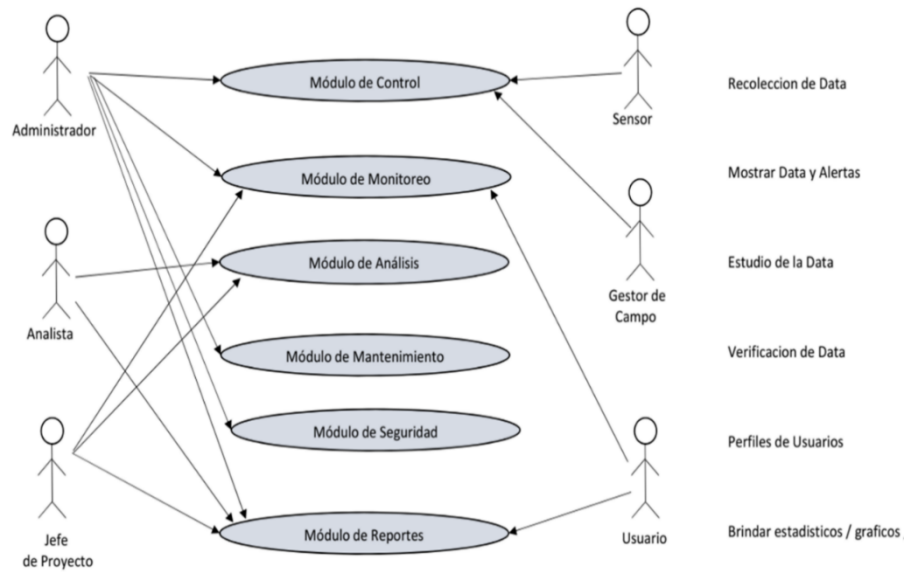 Módulo de Control
Recoleccion de Data
Administrador
Sensor
Módulo de Monitoreo
Mostrar Data y Alertas
Módulo de Análisis
Estudio de la Data
Gestor de
Campo
Analista
Módulo de Mantenimiento
Verificacion de Data
Módulo de Seguridad
Perfiles de Usuarios
Módulo de Reportes
Brindar estadisticos / graficos
Jefe
de Proyecto
Usuario